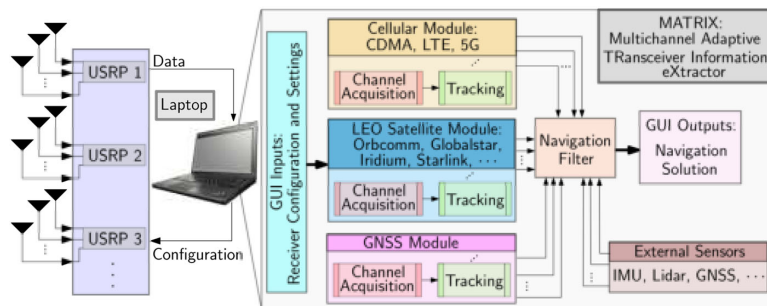 USRP 1
USRP 2
USRP 3
Data
Laptop
Configuration
GUI Inputs:
Receiver Configuration and Settings
Cellular Module:
CDMA, LTE, 5G
Channel
Acquisition
Tracking
LEO Satellite Module:
Orbcomm, Globalstar,
Iridium, Starlink, ···
Channel
Acquisition
Tracking
GNSS Module
Channel
Acquisition
Tracking
Navigation
Filter
MATRIX:
Multichannel Adaptive
TRansceiver Information
eXtractor
GUI Outputs:
Navigation
Solution
External Sensors
IMU, Lidar, GNSS, ···